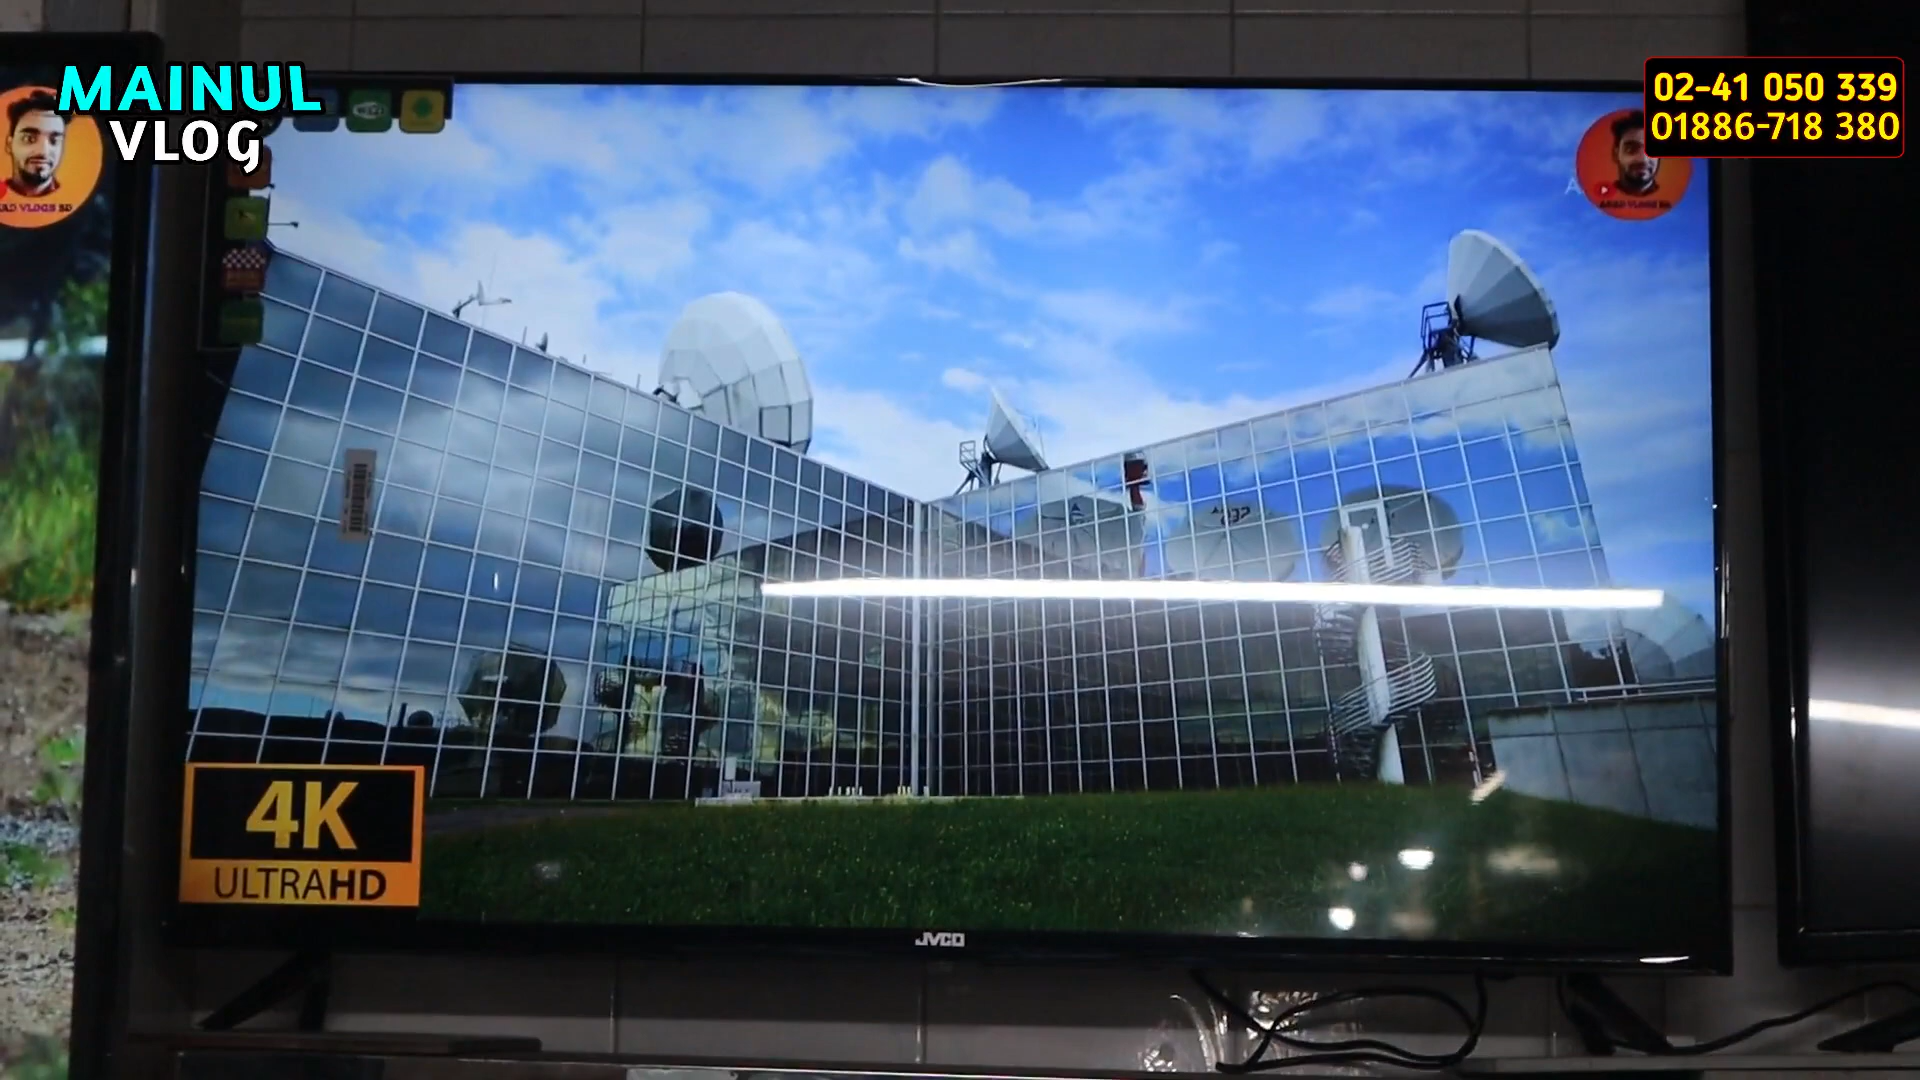 MAINUL
VLOG
02-41 050 339
01886-718 380
4K
ULTRAHD
JVCO